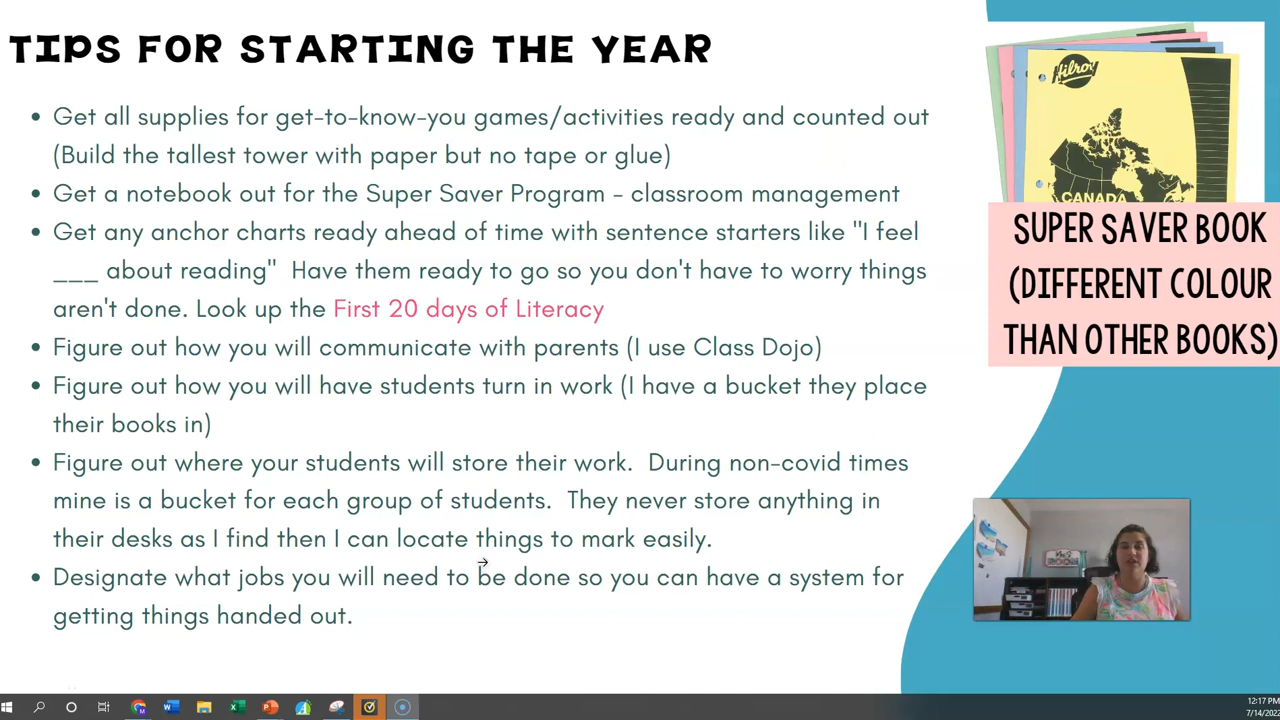 TIPS FOR STARTING THE YEAR
• Get all supplies for get-to-know-you games/activities ready and counted out
(Build the tallest tower with paper but no tape or glue)
• Get a notebook out for the Super Saver Program - classroom management
• Get any anchor charts ready ahead of time with sentence starters like "I feel
___ about reading"  Have them ready to go so you don't have to worry things
aren't done. Look up the First 20 days of Literacy
• Figure out how you will communicate with parents (I use Class Dojo)
• Figure out how you will have students turn in work (I have a bucket they place
their books in)
• Figure out where your students will store their work.  During non-covid times
mine is a bucket for each group of students.  They never store anything in
their desks as I find then I can locate things to mark easily.
• Designate what jobs you will need to be done so you can have a system for
getting things handed out.
Hilroy
CANADA
SUPER SAVER BOOK
(DIFFERENT COLOUR
THAN OTHER BOOKS)
12:17 PM